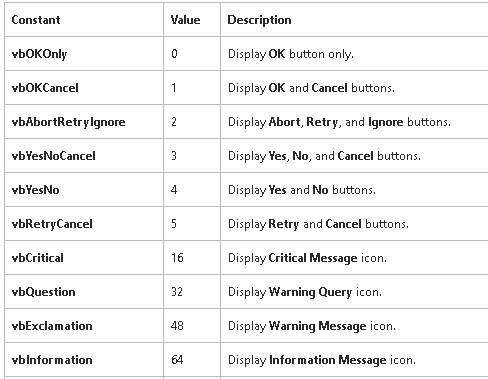 Constant Value Description
vbOKOnly 0 Display OK button only.
vbOKCancel 1 Display OK and Cancel buttons.
vbAbortRetryIgnore 2 Display Abort, Retry, and Ignore buttons.
vbYesNoCancel 3 Display Yes, No, and Cancel buttons.
vbYesNo 4 Display Yes and No buttons.
vbRetryCancel 5 Display Retry and Cancel buttons.
vbCritical 16 Display Critical Message icon.
vbQuestion 32 Display Warning Query icon.
vbExclamation 48 Display Warning Message icon.
vbInformation 64 Display Information Message icon.